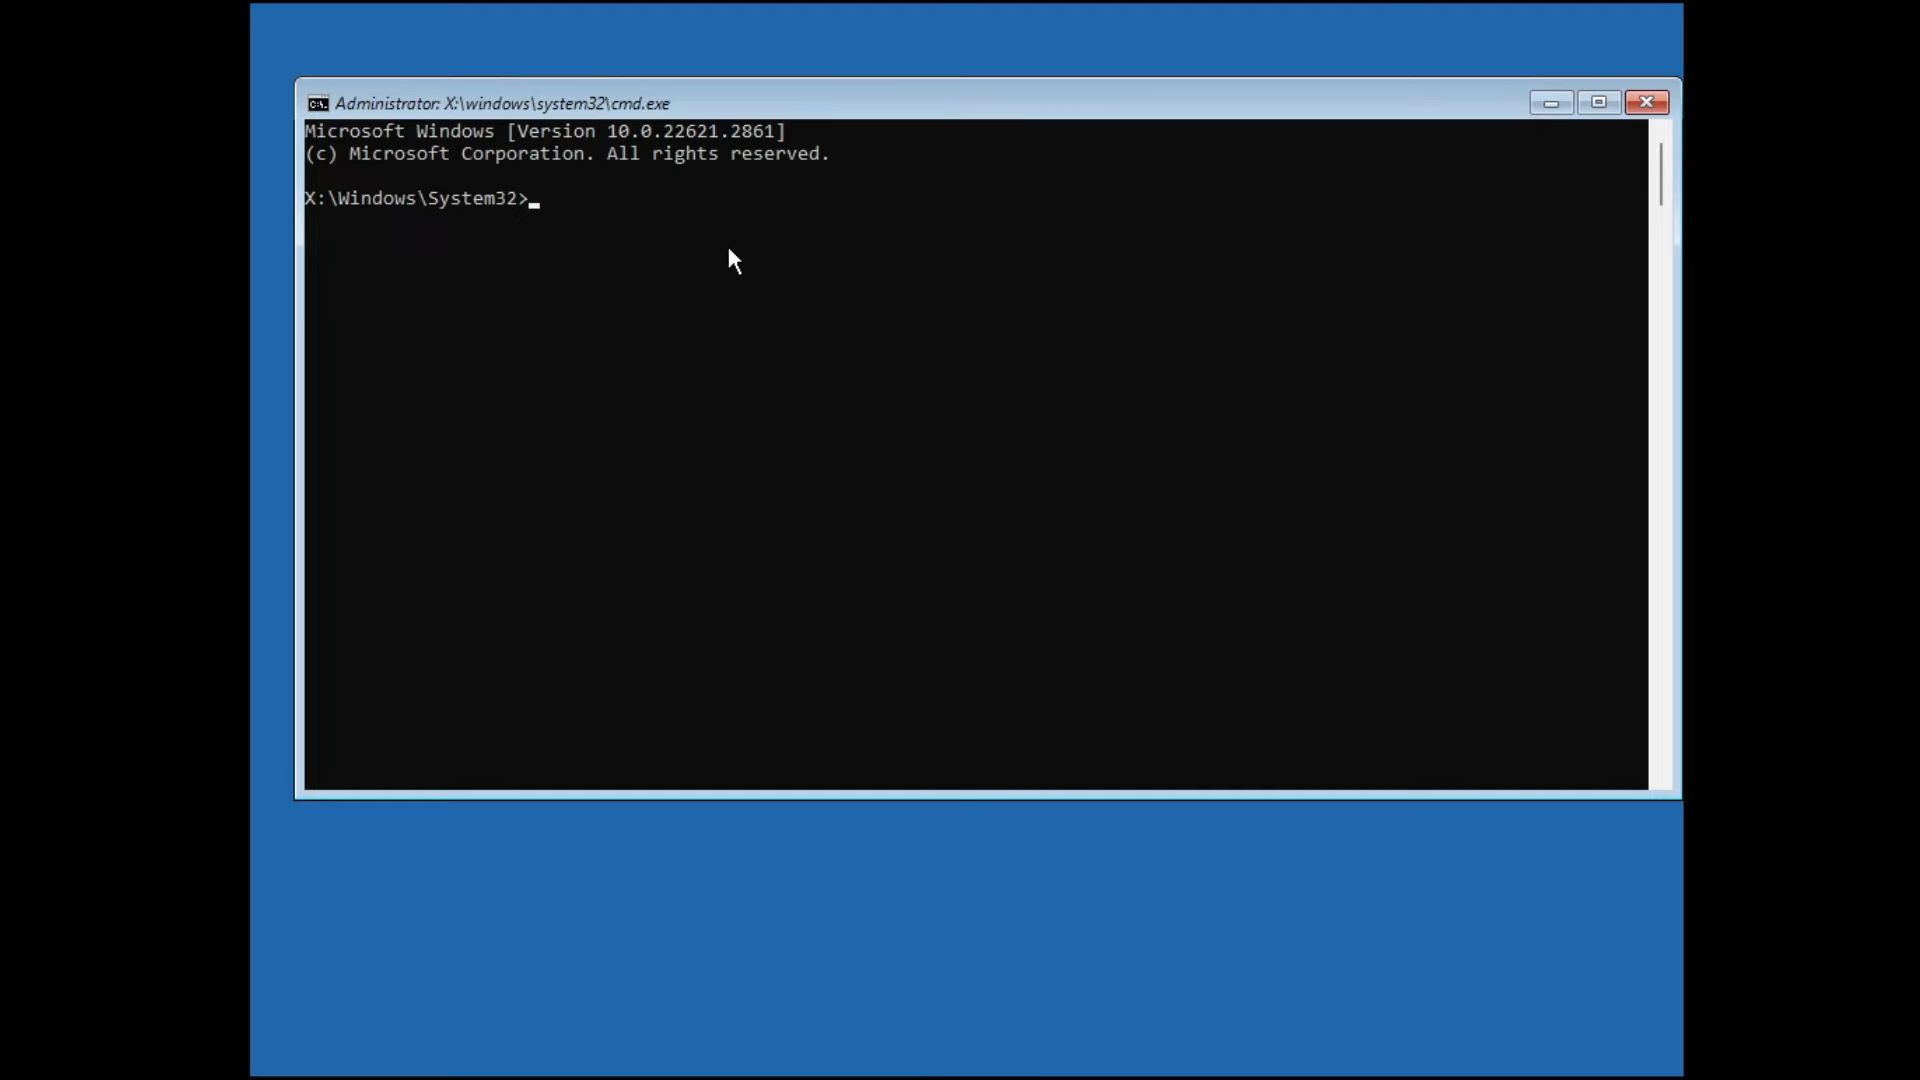 Administrator: X:\windows\system32\cmd.exe
Microsoft Windows [Version 10.0.22621.2861]
(c) Microsoft Corporation. All rights reserved.
X:\Windows\System32>